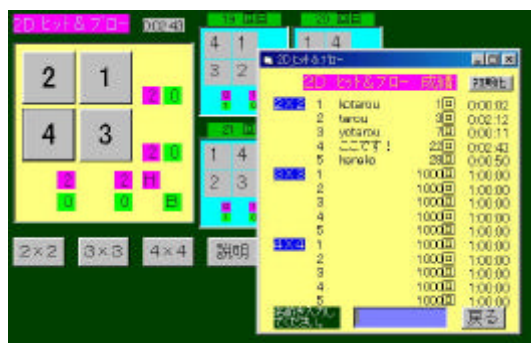 2D ヒット&ブロー 0:02:43
19 回目 20 回目
2 1
4 3
2 0
2 0
2 2 H
0 0 B
4 1
3 2
1 4
21 回目
1 4
2 3
2×2 3×3 4×4 説明
2D ヒット&ブロー
2D ヒット&ブロー 成績 初期化
2×2 1 kotarou 1回 0:00:02
2 tarou 3回 0:02:12
3 yotarou 7回 0:00:11
4 ここです! 22回 0:02:43
5 hanako 28回 0:00:50
3×3 1 1000回 1:00:00
2 1000回 1:00:00
3 1000回 1:00:00
4 1000回 1:00:00
5 1000回 1:00:00
4×4 1 1000回 1:00:00
2 1000回 1:00:00
3 1000回 1:00:00
4 1000回 1:00:00
5 1000回 1:00:00
戻る